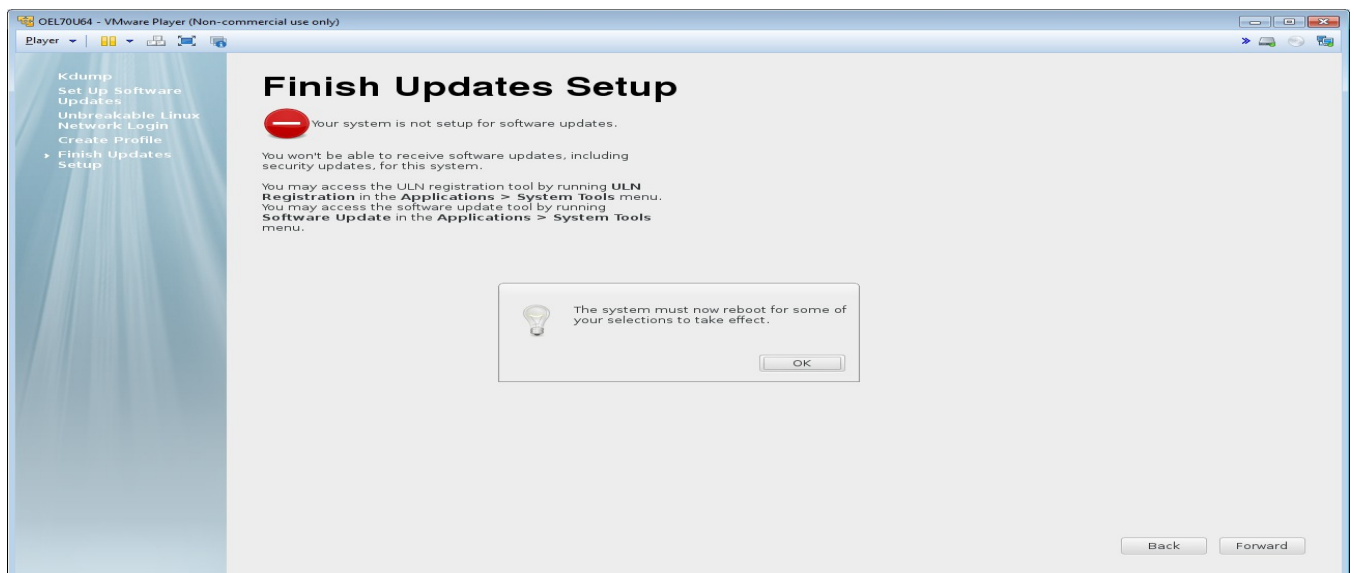 OEL70U64 - VMware Player (Non-commercial use only)
Player
Kdump
Set Up Software
Updates
Unbreakable Linux
Network Login
Create Profile
Finish Updates
Setup
Finish Updates Setup
Your system is not setup for software updates.
You won't be able to receive software updates, including
security updates, for this system.
You may access the ULN registration tool by running ULN
Registration in the Applications > System Tools menu.
You may access the software update tool by running
Software Update in the Applications > System Tools
menu.
The system must now reboot for some of
your selections to take effect.
OK
Back Forward